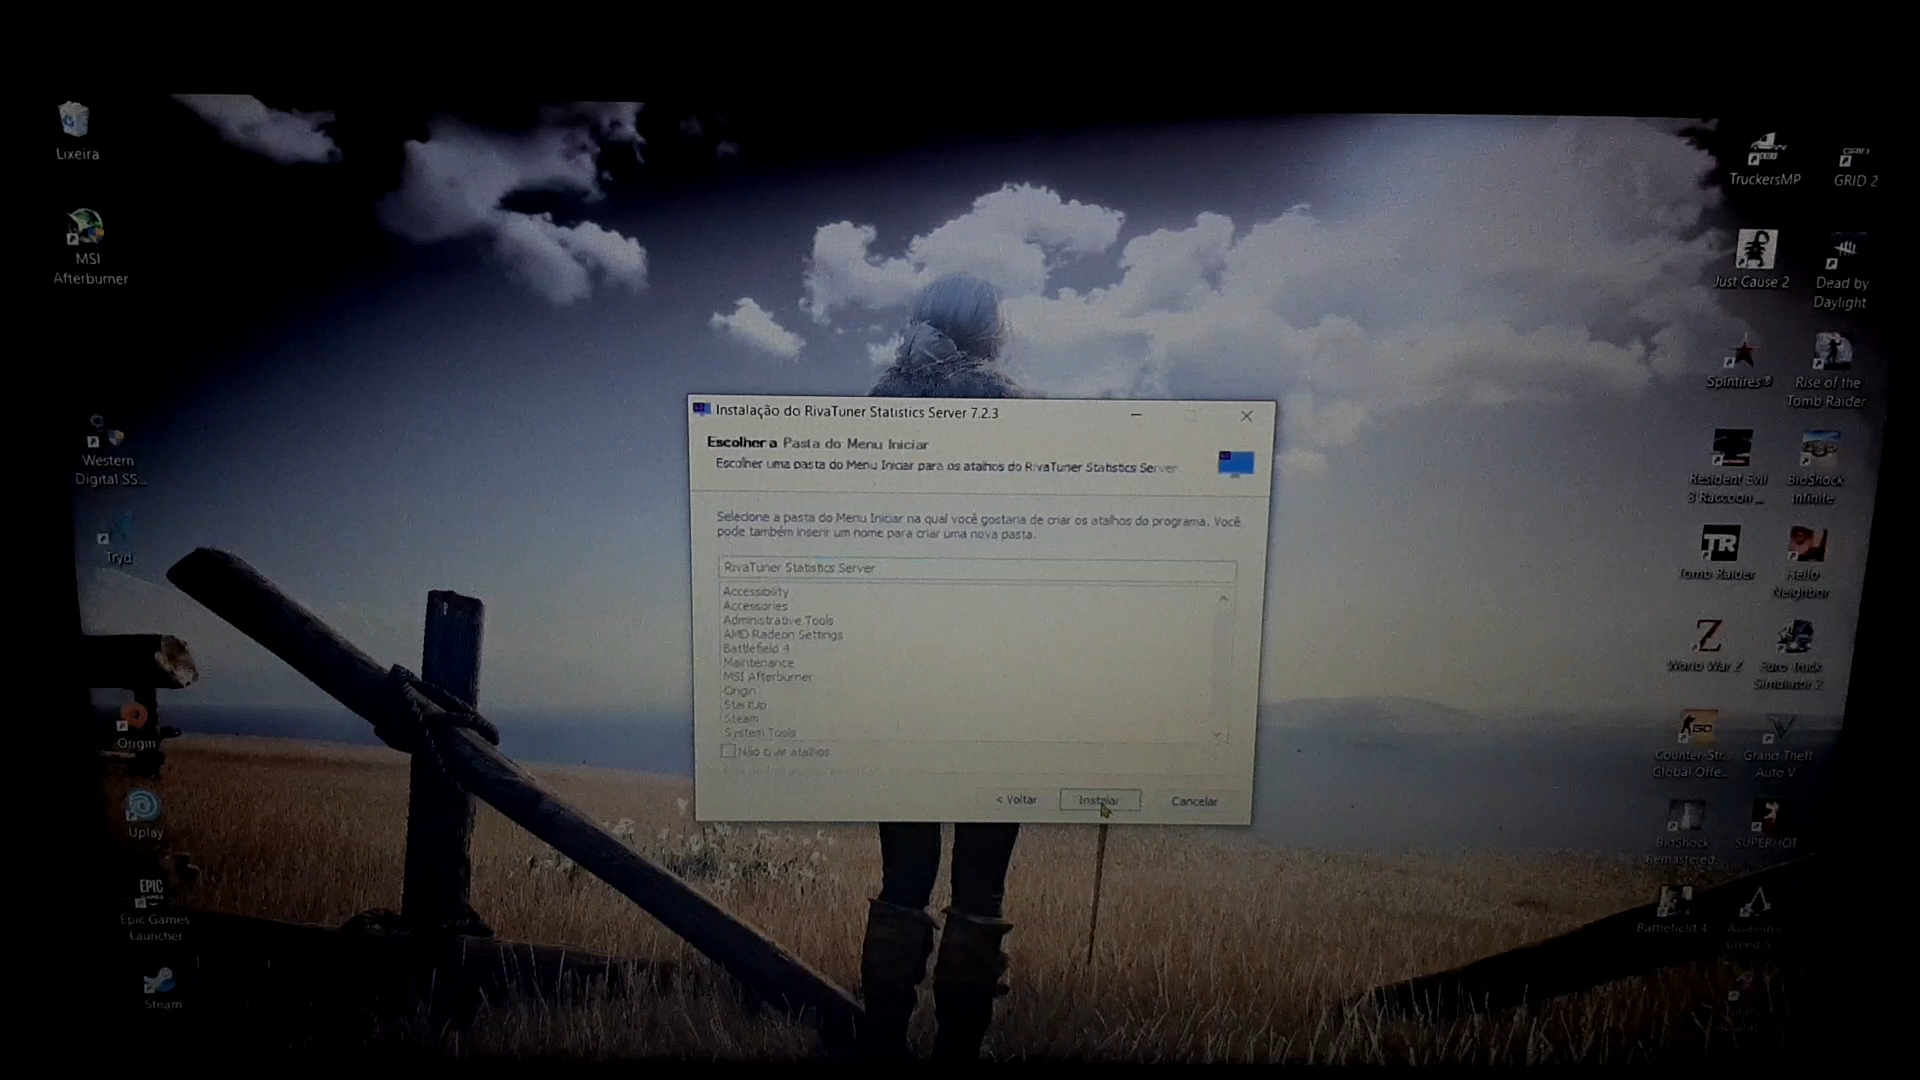 Lixeira
MSI
Afterburner
Western
Digital SS...
Tryd
Origin
Uplay
EPIC
GAMES
Epic Games
Launcher
Steam
Instalação do RivaTuner Statistics Server 7.2.3
Escolher a Pasta do Menu Iniciar
Escolher uma pasta do Menu Iniciar para os atalhos do RivaTuner Statistics Server.
Selecione a pasta do Menu Iniciar na qual você gostaria de criar os atalhos do programa. Você
pode também inserir um nome para criar uma nova pasta.
RivaTuner Statistics Server
Accessibility
Accessories
Administrative Tools
AMD Radeon Settings
Battlefield 4
Maintenance
MSI Afterburner
Origin
StartUp
Steam
System Tools
Não criar atalhos
< Voltar
Instalar
Cancelar
TruckersMP
GRID 2
Just Cause 2
Dead by
Daylight
Spintires®
Rise of the
Tomb Raider
Resident Evil
3 Raccoon ...
BioShock
Infinite
TR
Tomb Raider
Hello
Neighbor
Z
World War Z
Euro Truck
Simulator 2
GO
Counter-Str...
Global Offe...
Grand Theft
Auto V
BioShock
Remastered
SUPERHOT
Battlefield 4
Assassin
Creed